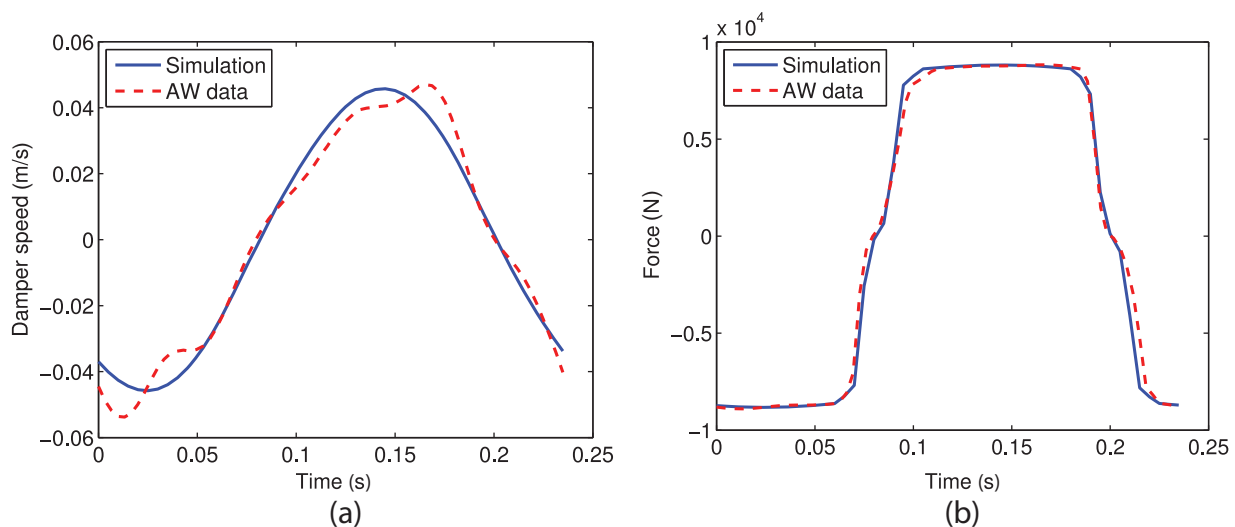 (a)
0.06
0.04
0.02
0
−0.02
−0.04
−0.06
Damper speed (m/s)
Simulation
AW data
0
0.05
0.1
0.15
0.2
0.25
Time (s)
(b)
x 10⁴
1
0.5
0
−0.5
−1
Force (N)
Simulation
AW data
0
0.05
0.1
0.15
0.2
0.25
Time (s)
(a)
(b)